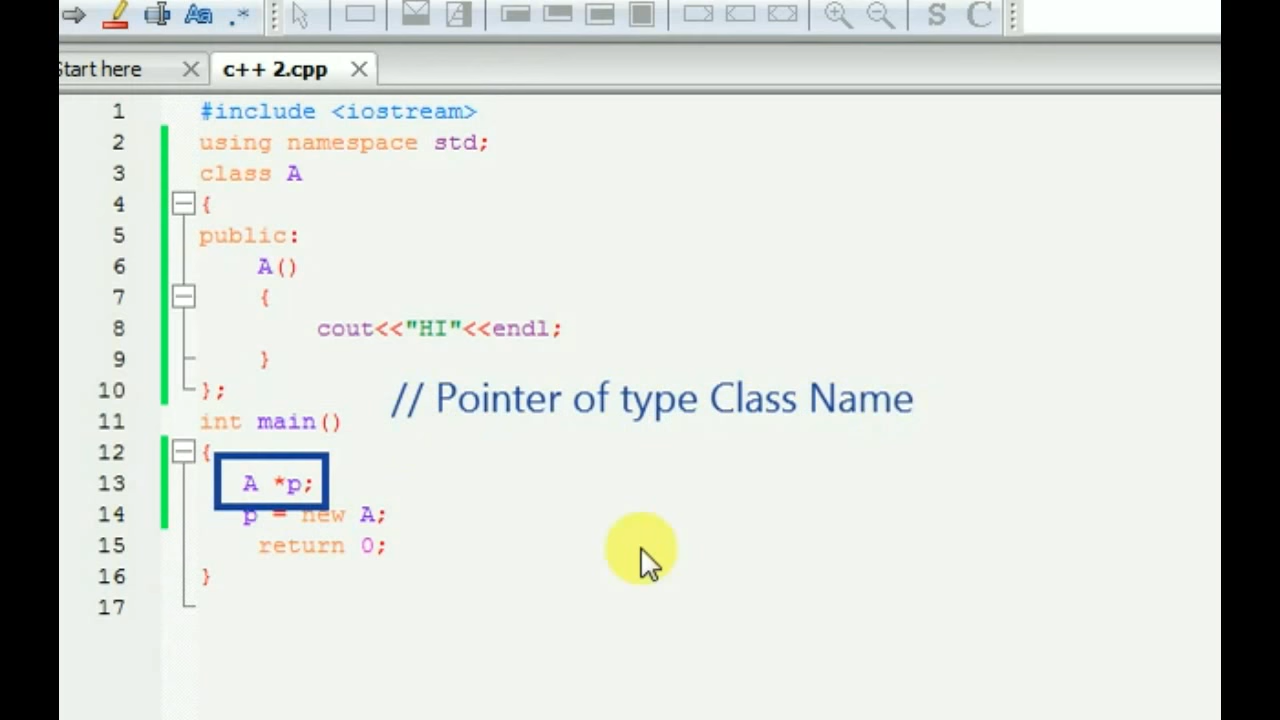 Start here
c++ 2.cpp
1 #include <iostream>
2 using namespace std;
3 class A
4 {
5 public:
6 A()
7 {
8 cout<<"HI"<<endl;
9 }
10 };
// Pointer of type Class Name
11 int main()
12 {
13 A *p;
14 p = new A;
15 return 0;
16 }
17